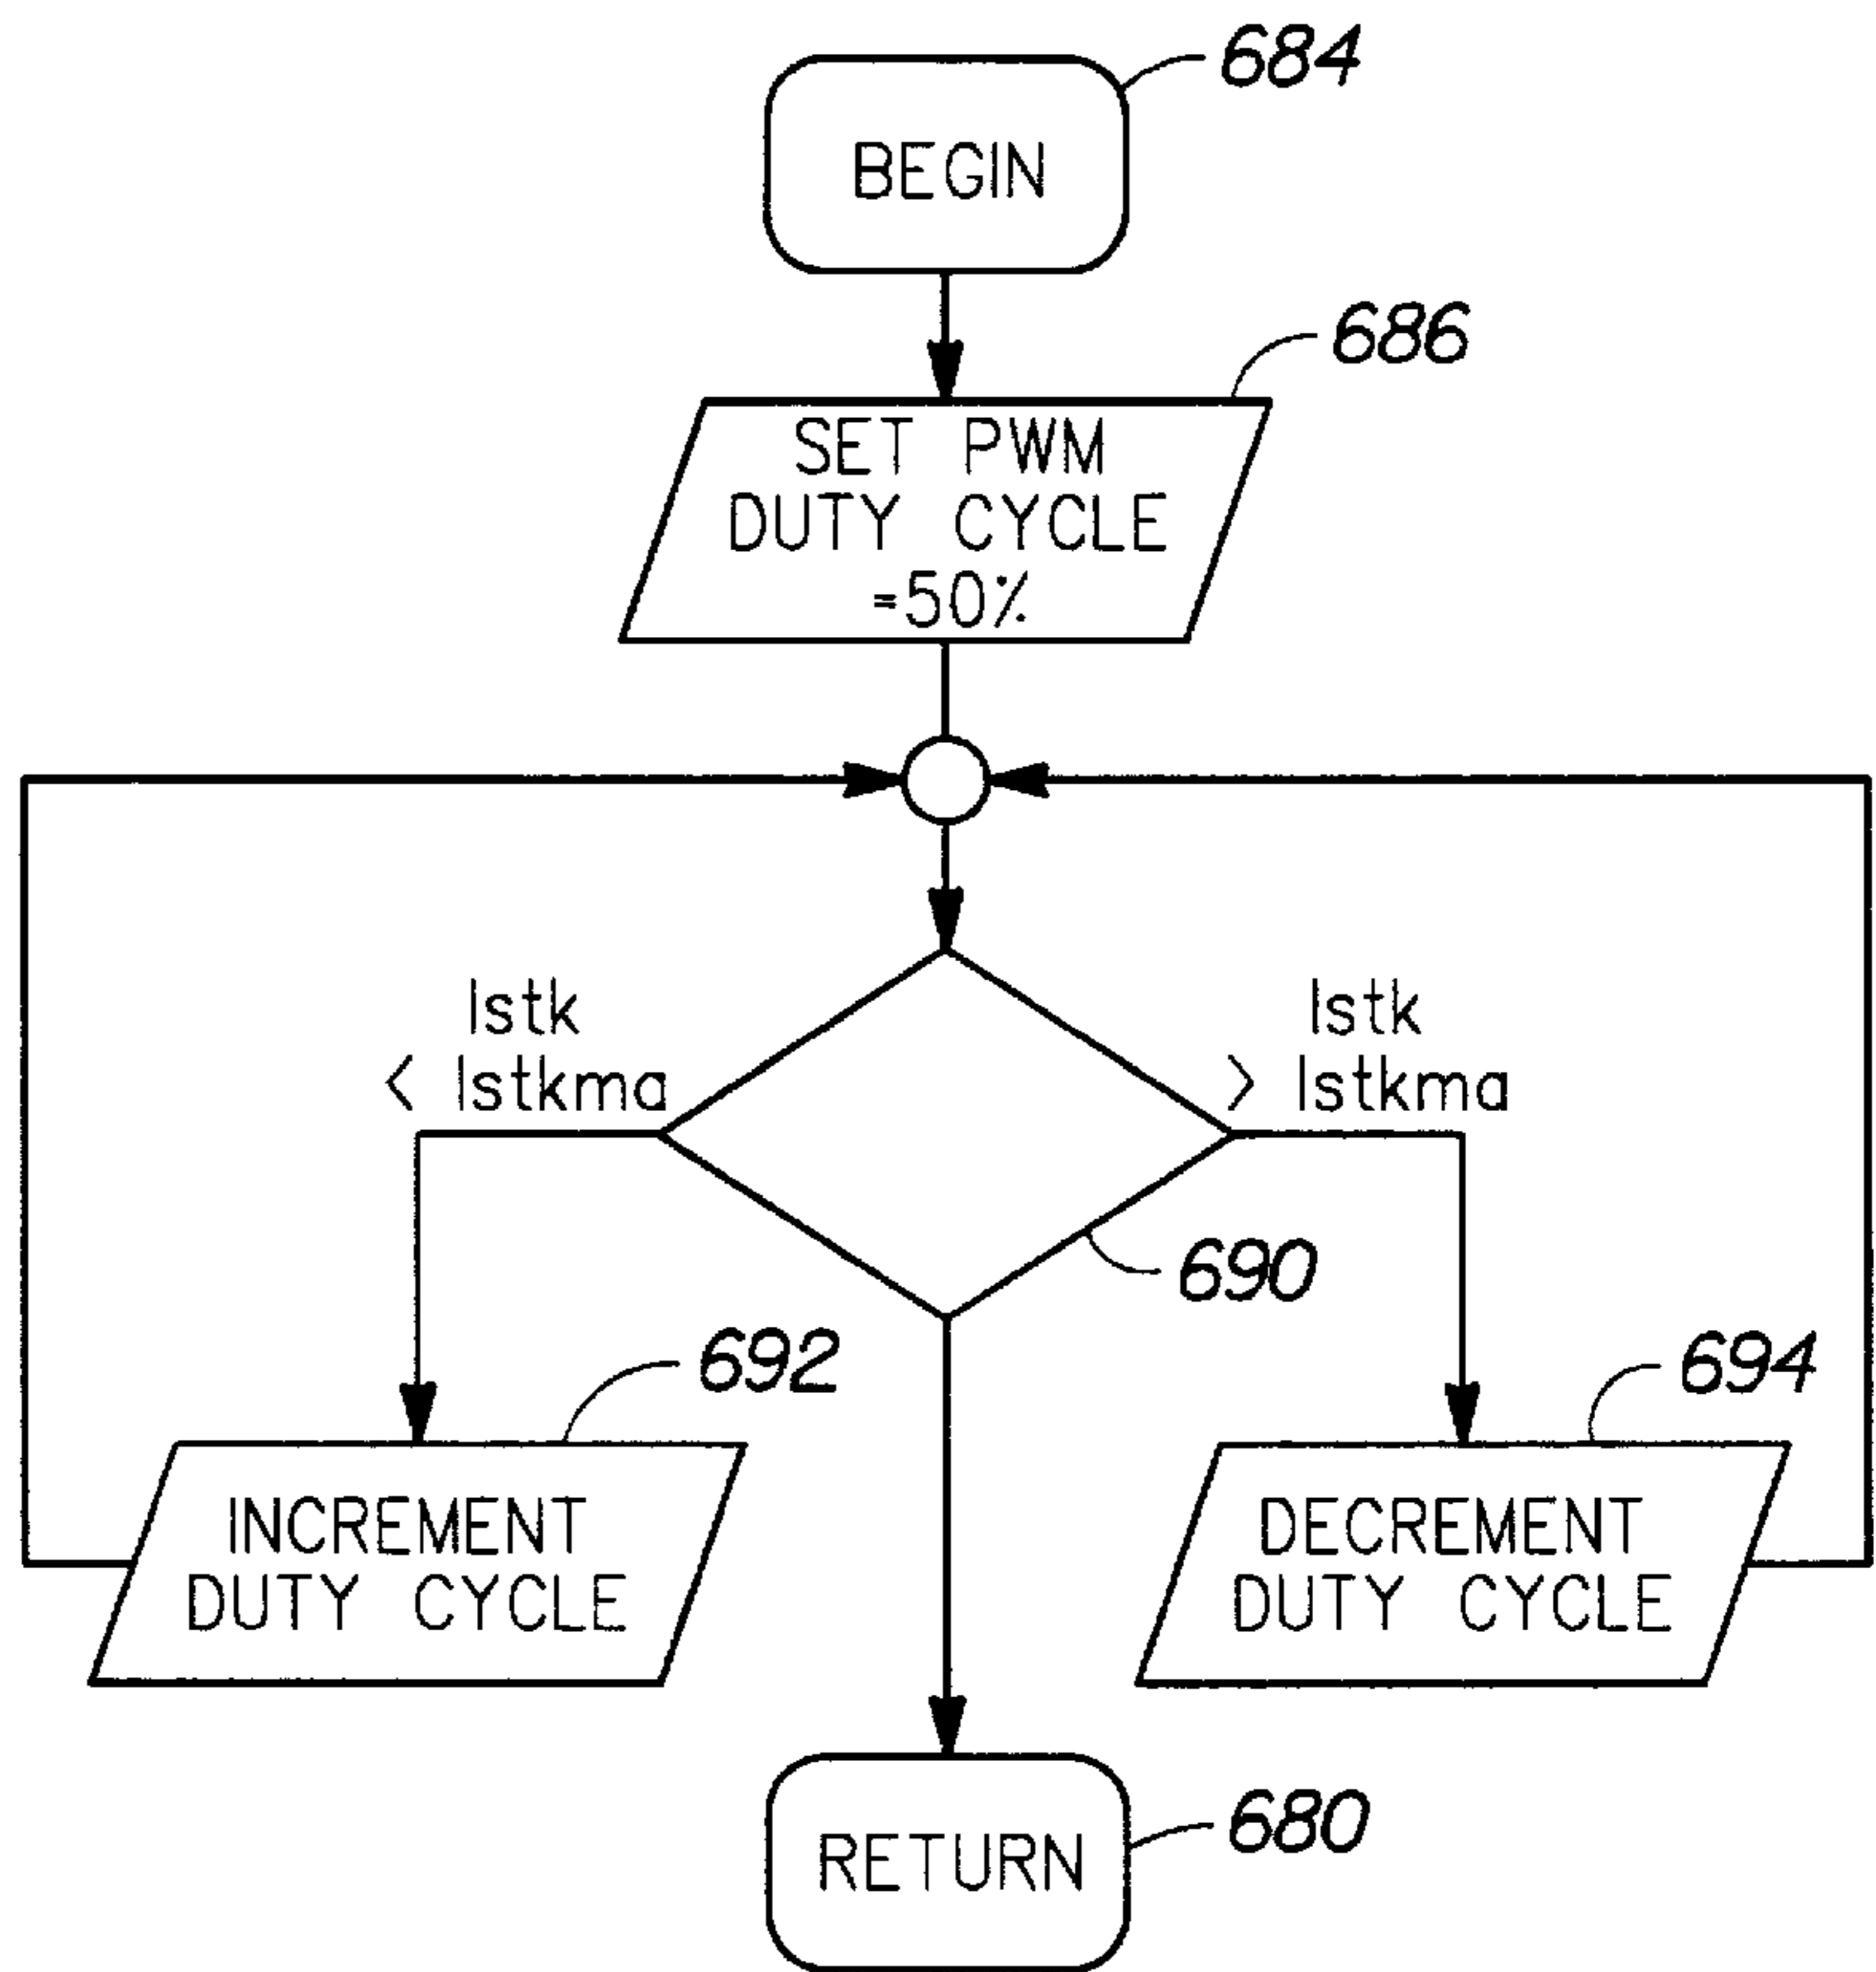 684
BEGIN
686
SET PWM
DUTY CYCLE
=50%
Istk
< Istkma
Istk
> Istkma
690
692
694
INCREMENT
DUTY CYCLE
DECREMENT
DUTY CYCLE
680
RETURN